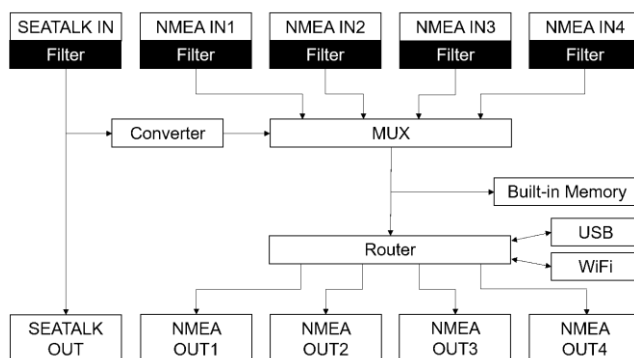 SEATALK IN
NMEA IN1
NMEA IN2
NMEA IN3
NMEA IN4
Filter
Filter
Filter
Filter
Filter
Converter
MUX
Built-in Memory
USB
Router
WiFi
SEATALK
OUT
NMEA
OUT1
NMEA
OUT2
NMEA
OUT3
NMEA
OUT4